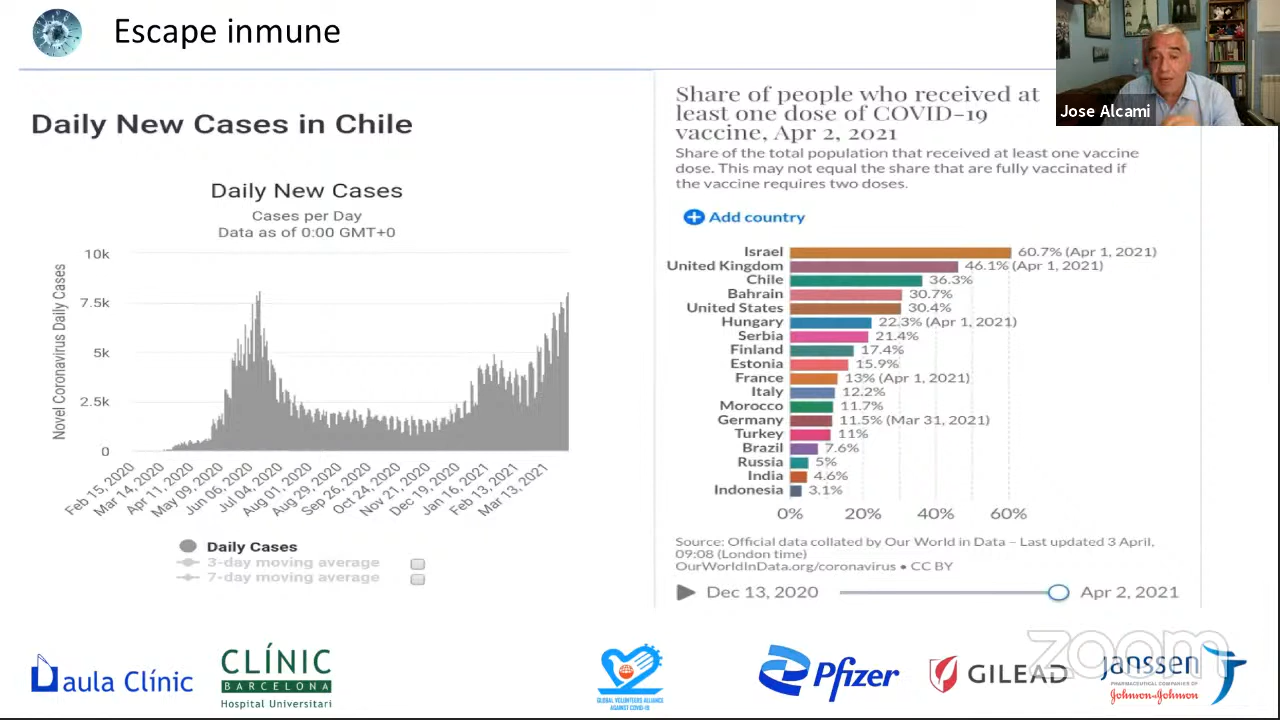 Escape inmune
Jose Alcami
Daily New Cases in Chile
Daily New Cases
Cases per Day
Data as of 0:00 GMT+0
Novel Coronavirus Daily Cases
10k
7.5k
5k
2.5k
0
Feb 15, 2020
Mar 14, 2020
Apr 11, 2020
May 09, 2020
Jun 06, 2020
Jul 04, 2020
Aug 01, 2020
Aug 29, 2020
Sep 26, 2020
Oct 24, 2020
Nov 21, 2020
Dec 19, 2020
Jan 16, 2021
Feb 13, 2021
Mar 13, 2021
Daily Cases
3-day moving average
7-day moving average
Share of people who received at
least one dose of COVID-19
vaccine, Apr 2, 2021
Share of the total population that received at least one vaccine
dose. This may not equal the share that are fully vaccinated if
the vaccine requires two doses.
Add country
Israel 60.7% (Apr 1, 2021)
United Kingdom 46.1% (Apr 1, 2021)
Chile 36.3%
Bahrain 30.7%
United States 30.4%
Hungary 22.3% (Apr 1, 2021)
Serbia 21.4%
Finland 17.4%
Estonia 15.9%
France 13% (Apr 1, 2021)
Italy 12.2%
Morocco 11.7%
Germany 11.5% (Mar 31, 2021)
Turkey 11%
Brazil 7.6%
Russia 5%
India 4.6%
Indonesia 3.1%
0% 20% 40% 60%
Source: Official data collated by Our World in Data – Last updated 3 April,
09:08 (London time)
OurWorldInData.org/coronavirus • CC BY
Dec 13, 2020 Apr 2, 2021
aula Clínic
CLÍNIC
BARCELONA
Hospital Universitari
GLOBAL VOLUNTEERS ALLIANCE
AGAINST COVID-19
Pfizer
GILEAD
zoom
janssen
PHARMACEUTICAL COMPANIES OF
Johnson & Johnson